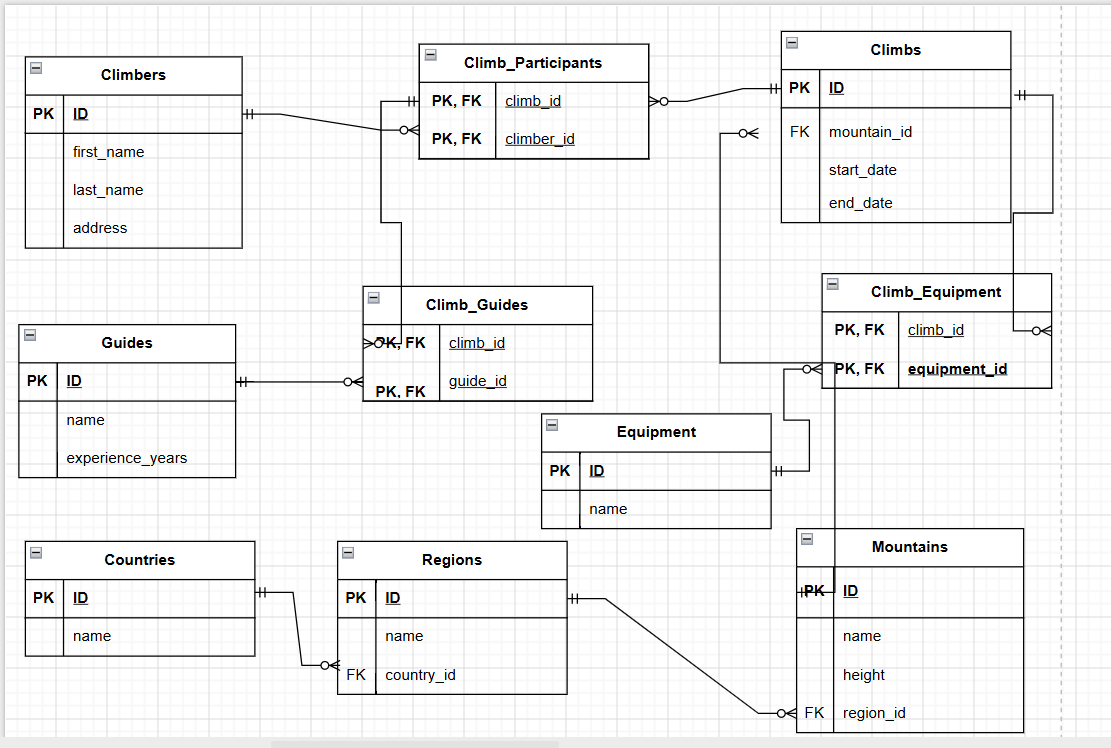 Climbers
PK ID
first_name
last_name
address
Climb_Participants
PK, FK climb_id
PK, FK climber_id
Climbs
PK ID
FK mountain_id
start_date
end_date
Guides
PK ID
name
experience_years
Climb_Guides
PK, FK climb_id
PK, FK guide_id
Climb_Equipment
PK, FK climb_id
PK, FK equipment_id
Equipment
PK ID
name
Countries
PK ID
name
Regions
PK ID
name
FK country_id
Mountains
PK ID
name
height
FK region_id